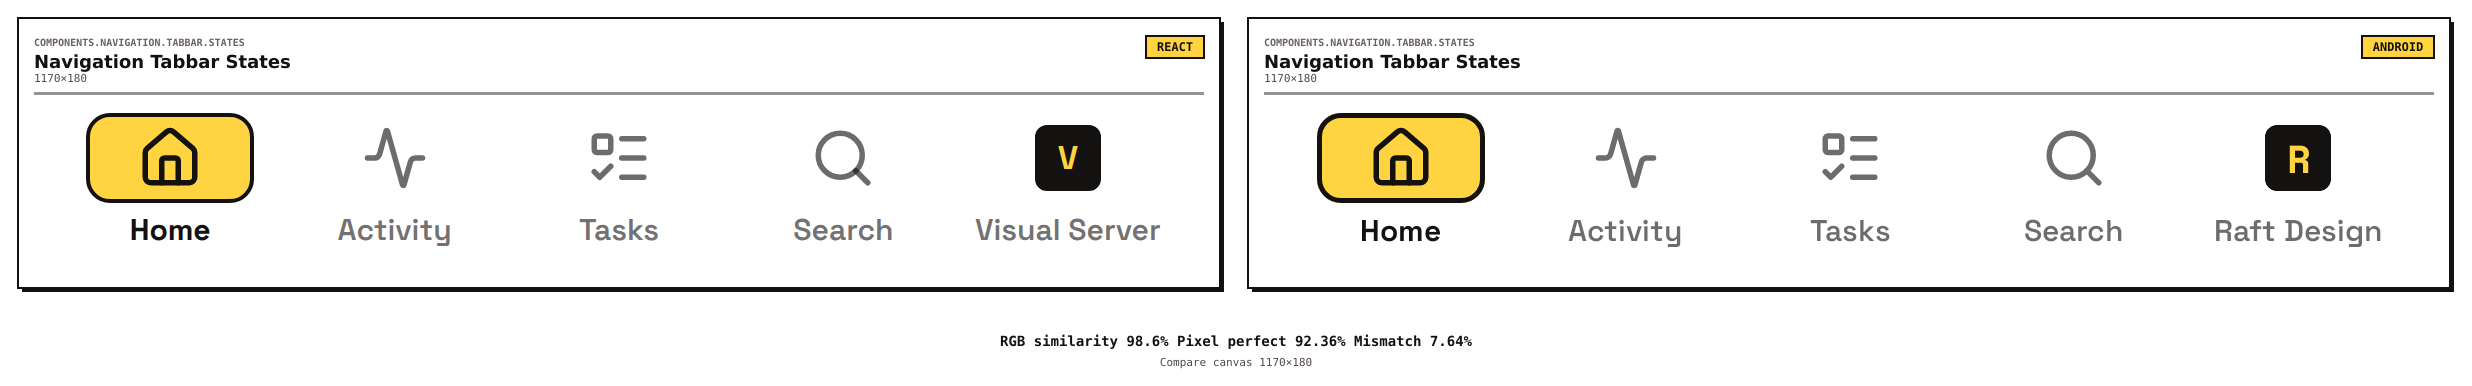 COMPONENTS.NAVIGATION.TABBAR.STATES
Navigation Tabbar States
1170×180
REACT
Home
Activity
Tasks
Search
V
Visual Server
COMPONENTS.NAVIGATION.TABBAR.STATES
Navigation Tabbar States
1170×180
ANDROID
Home
Activity
Tasks
Search
R
Raft Design
RGB similarity 98.6% Pixel perfect 92.36% Mismatch 7.64%
Compare canvas 1170×180